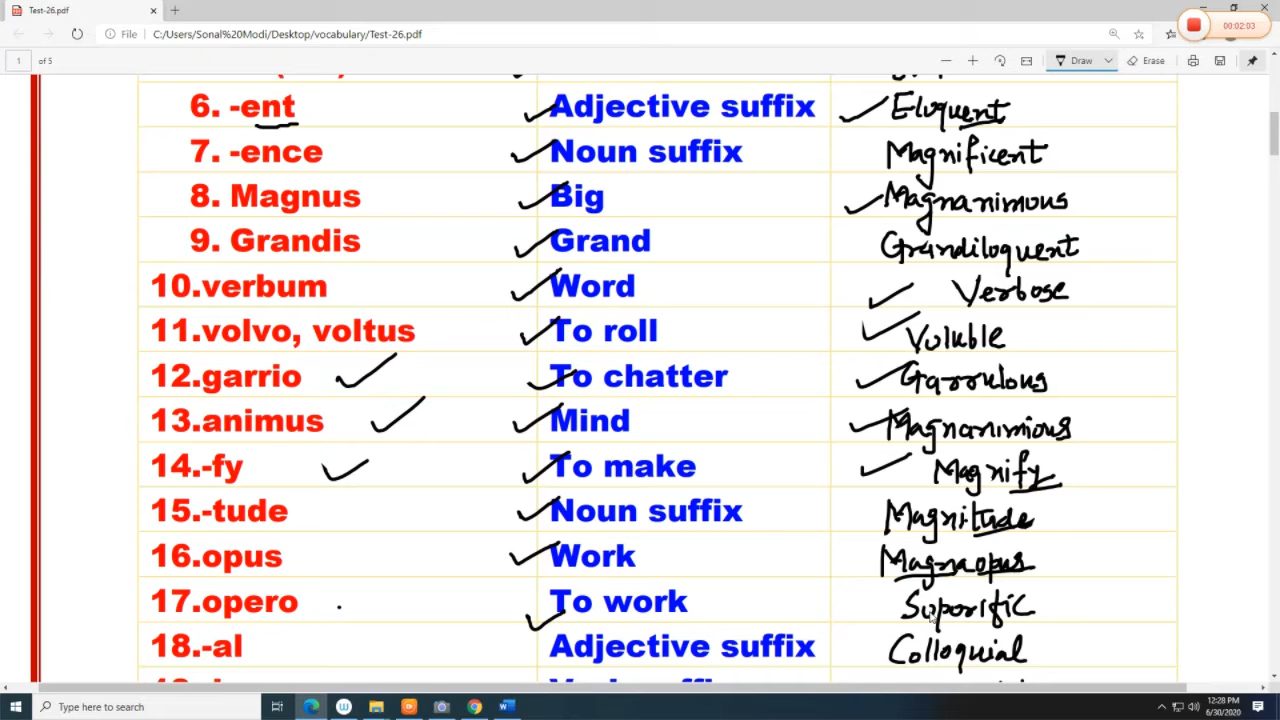 Test-26.pdf
00:02:03
File C:/Users/Sonal%20Modi/Desktop/vocabulary/Test-26.pdf
1 of 5
Draw
Erase
6. -ent Adjective suffix Eloquent
7. -ence Noun suffix Magnificent
8. Magnus Big Magnanimous
9. Grandis Grand Grandiloquent
10.verbum Word Verbose
11.volvo, voltus To roll Voluble
12.garrio To chatter Garrulous
13.animus Mind Magnanimious
14.-fy To make Magnify
15.-tude Noun suffix Magnitude
16.opus Work Magnaopus
17.opero To work Soporific
18.-al Adjective suffix Colloquial
Type here to search
12:28 PM
6/30/2020